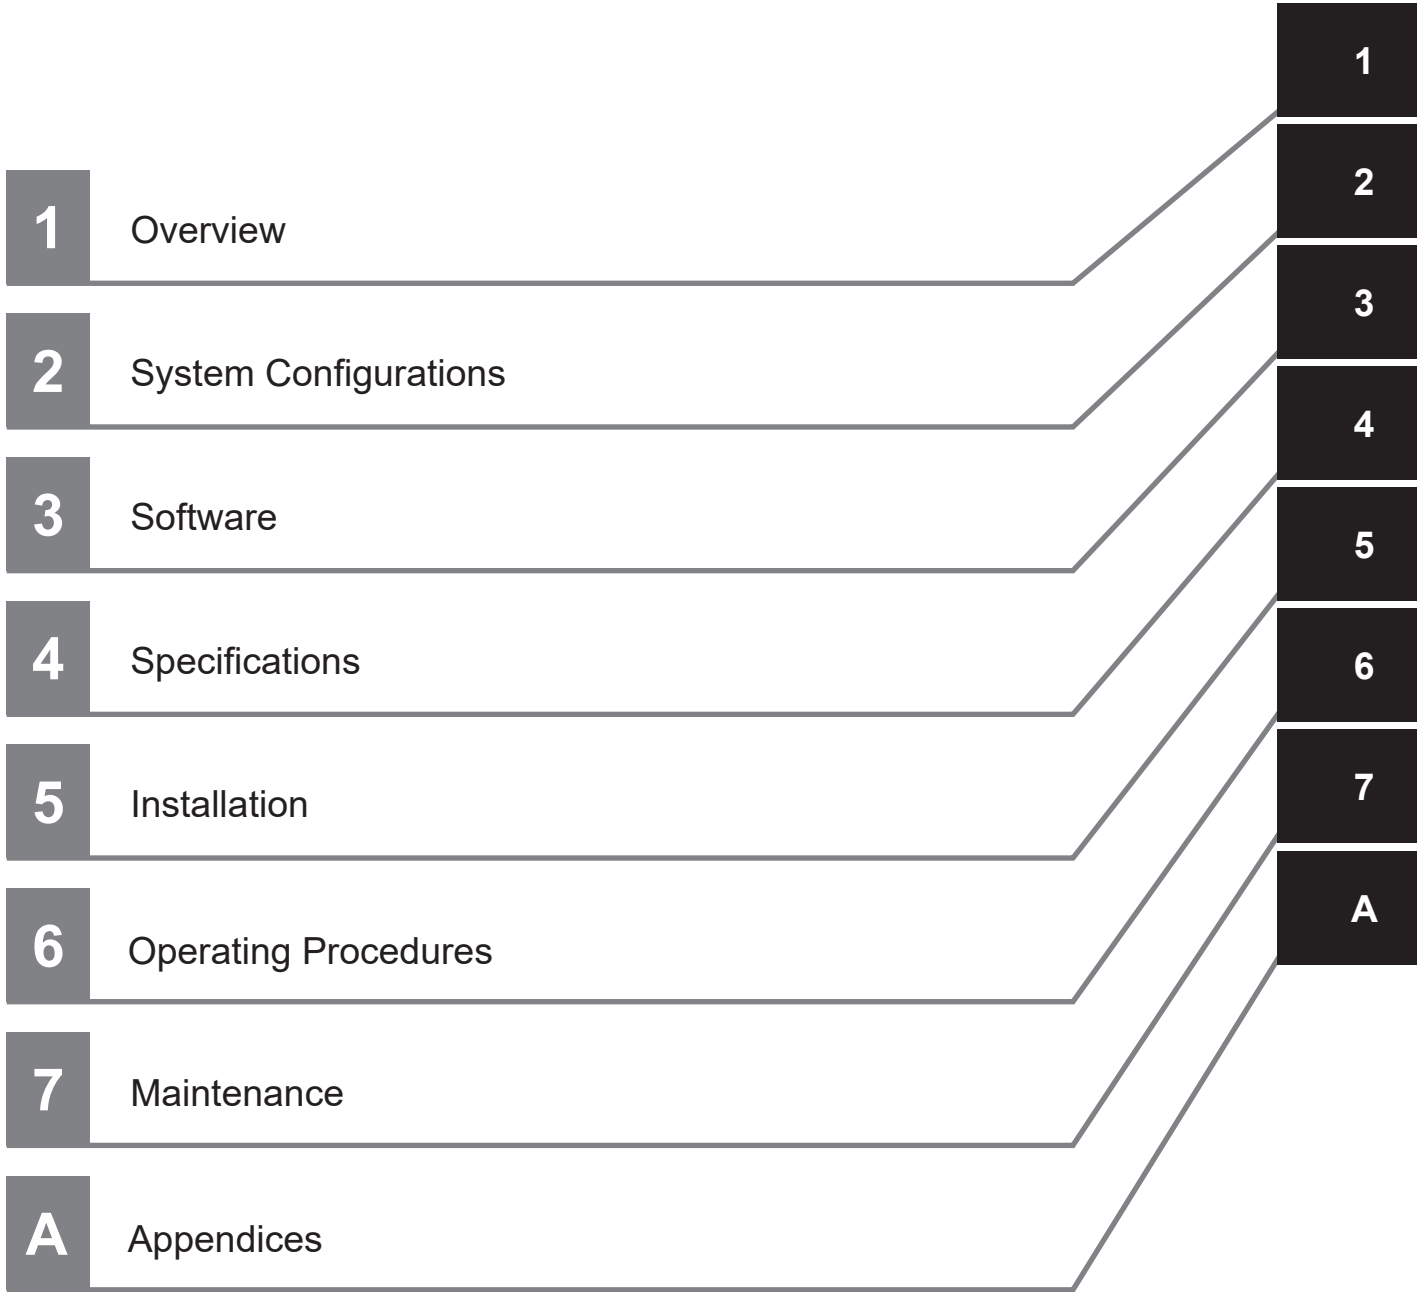 1
2
1 Overview
3
2 System Configurations
4
3 Software
5
4 Specifications
6
5 Installation
7
6 Operating Procedures
A
7 Maintenance
A Appendices